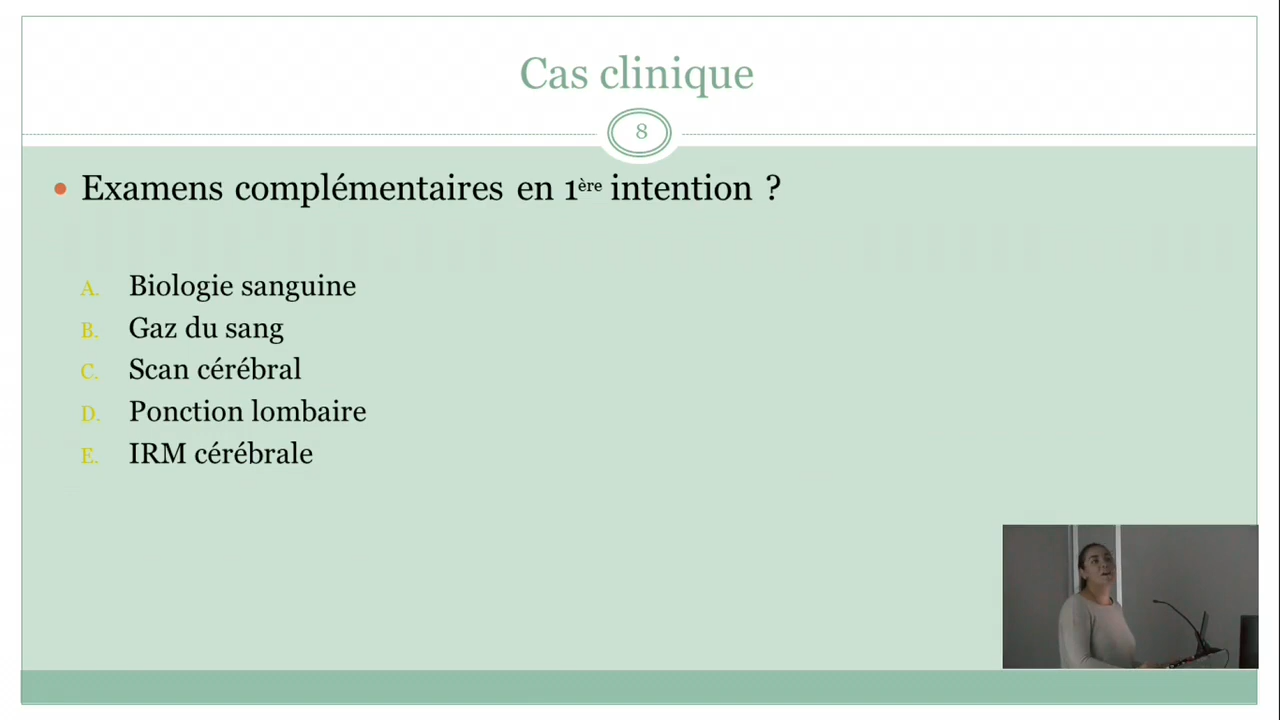 Cas clinique
8
• Examens complémentaires en 1ère intention ?
A. Biologie sanguine
B. Gaz du sang
C. Scan cérébral
D. Ponction lombaire
E. IRM cérébrale